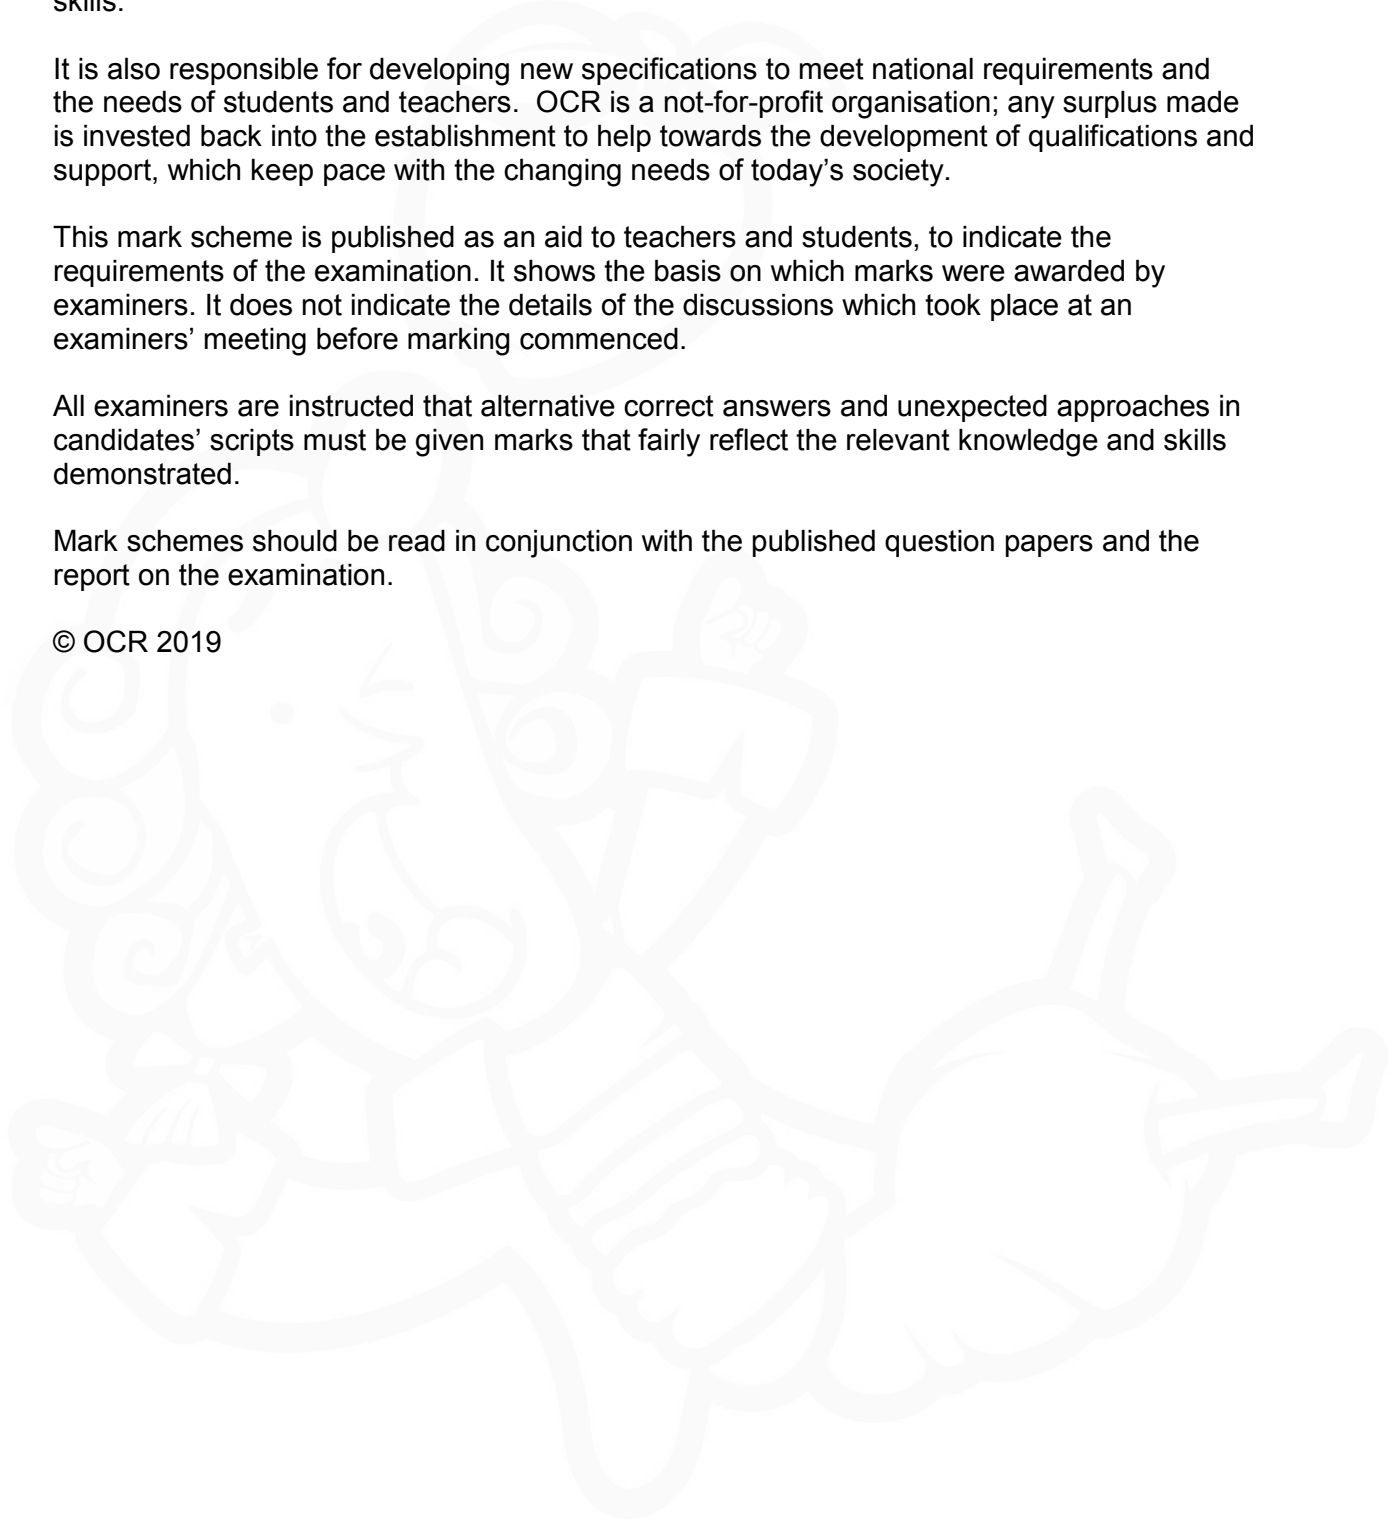 skills.
It is also responsible for developing new specifications to meet national requirements and
the needs of students and teachers.  OCR is a not-for-profit organisation; any surplus made
is invested back into the establishment to help towards the development of qualifications and
support, which keep pace with the changing needs of today’s society.
This mark scheme is published as an aid to teachers and students, to indicate the
requirements of the examination. It shows the basis on which marks were awarded by
examiners. It does not indicate the details of the discussions which took place at an
examiners’ meeting before marking commenced.
All examiners are instructed that alternative correct answers and unexpected approaches in
candidates’ scripts must be given marks that fairly reflect the relevant knowledge and skills
demonstrated.
Mark schemes should be read in conjunction with the published question papers and the
report on the examination.
© OCR 2019